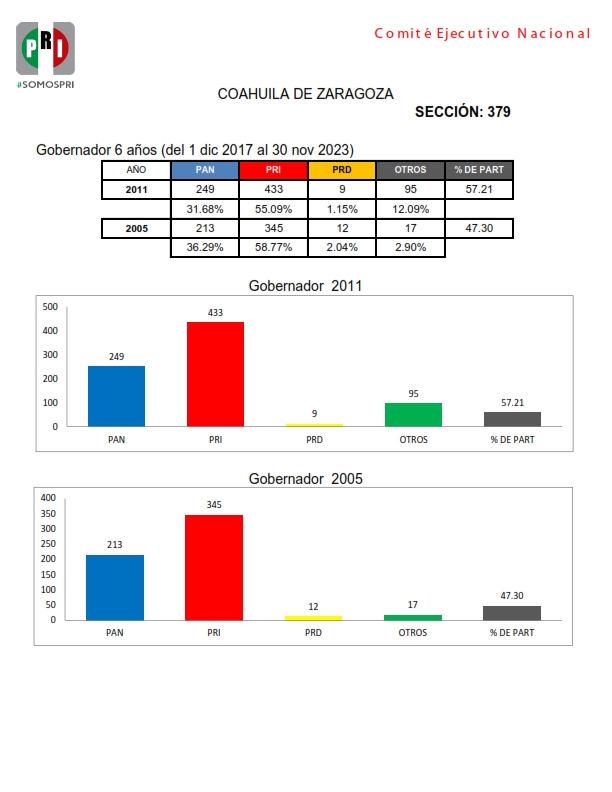 Comité Ejecutivo Nacional
PRI
#SOMOSPRI
COAHUILA DE ZARAGOZA
SECCIÓN: 379
Gobernador 6 años (del 1 dic 2017 al 30 nov 2023)
AÑO PAN PRI PRD OTROS % DE PART
2011 249 433 9 95 57.21
31.68% 55.09% 1.15% 12.09%
2005 213 345 12 17 47.30
36.29% 58.77% 2.04% 2.90%
Gobernador 2011
500
400
300
200
100
0
249
433
9
95
57.21
PAN PRI PRD OTROS % DE PART
Gobernador 2005
400
350
300
250
200
150
100
50
0
213
345
12
17
47.30
PAN PRI PRD OTROS % DE PART